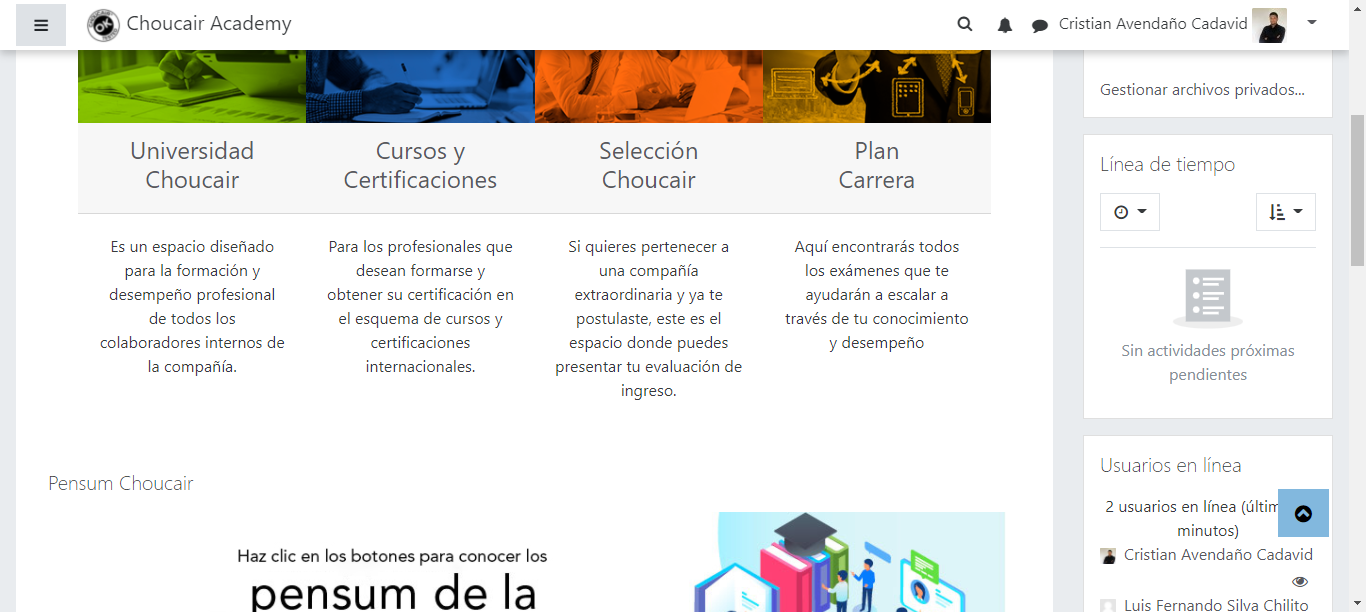 Choucair Academy
Cristian Avendaño Cadavid
Universidad
Choucair
Es un espacio diseñado
para la formación y
desempeño profesional
de todos los
colaboradores internos de
la compañía.
Cursos y
Certificaciones
Para los profesionales que
desean formarse y
obtener su certificación en
el esquema de cursos y
certificaciones
internacionales.
Selección
Choucair
Si quieres pertenecer a
una compañía
extraordinaria y ya te
postulaste, este es el
espacio donde puedes
presentar tu evaluación de
ingreso.
Plan
Carrera
Aquí encontrarás todos
los exámenes que te
ayudarán a escalar a
través de tu conocimiento
y desempeño
Pensum Choucair
Haz clic en los botones para conocer los
pensum de la
Gestionar archivos privados...
Línea de tiempo
Sin actividades próximas
pendientes
Usuarios en línea
2 usuarios en línea
minutos)
Cristian Avendaño Cadavid
Luis Fernando Silva Chilito